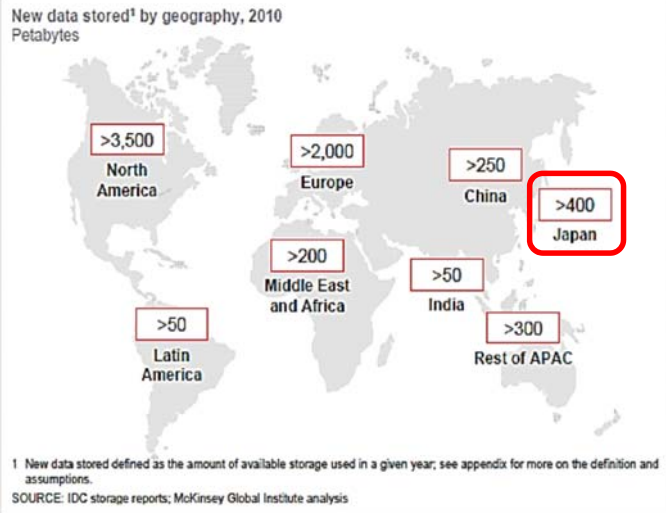 New data stored¹ by geography, 2010
Petabytes
>3,500
North
America
>2,000
Europe
>250
China
>400
Japan
>200
Middle East
and Africa
>50
India
>50
Latin
America
>300
Rest of APAC
1 New data stored defined as the amount of available storage used in a given year; see appendix for more on the definition and
assumptions.
SOURCE: IDC storage reports; McKinsey Global Institute analysis